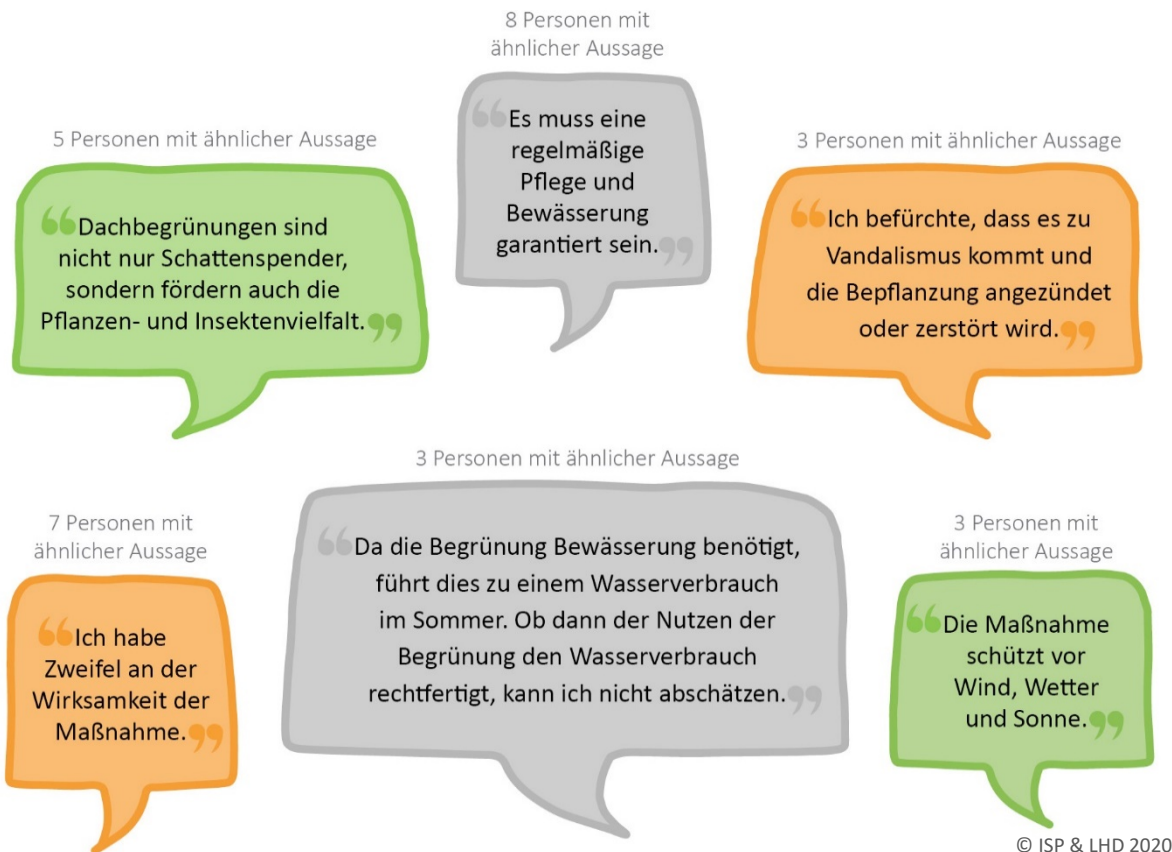 8 Personen mit
ähnlicher Aussage
“Es muss eine
regelmäßige
Pflege und
Bewässerung
garantiert sein.”
5 Personen mit ähnlicher Aussage
“Dachbegrünungen sind
nicht nur Schattenspender,
sondern fördern auch die
Pflanzen- und Insektenvielfalt.”
3 Personen mit ähnlicher Aussage
“Ich befürchte, dass es zu
Vandalismus kommt und
die Bepflanzung angezündet
oder zerstört wird.”
3 Personen mit ähnlicher Aussage
“Da die Begrünung Bewässerung benötigt,
führt dies zu einem Wasserverbrauch
im Sommer. Ob dann der Nutzen der
Begrünung den Wasserverbrauch
rechtfertigt, kann ich nicht abschätzen.”
7 Personen mit
ähnlicher Aussage
“Ich habe
Zweifel an der
Wirksamkeit der
Maßnahme.”
3 Personen mit
ähnlicher Aussage
“Die Maßnahme
schützt vor
Wind, Wetter
und Sonne.”
© ISP & LHD 2020